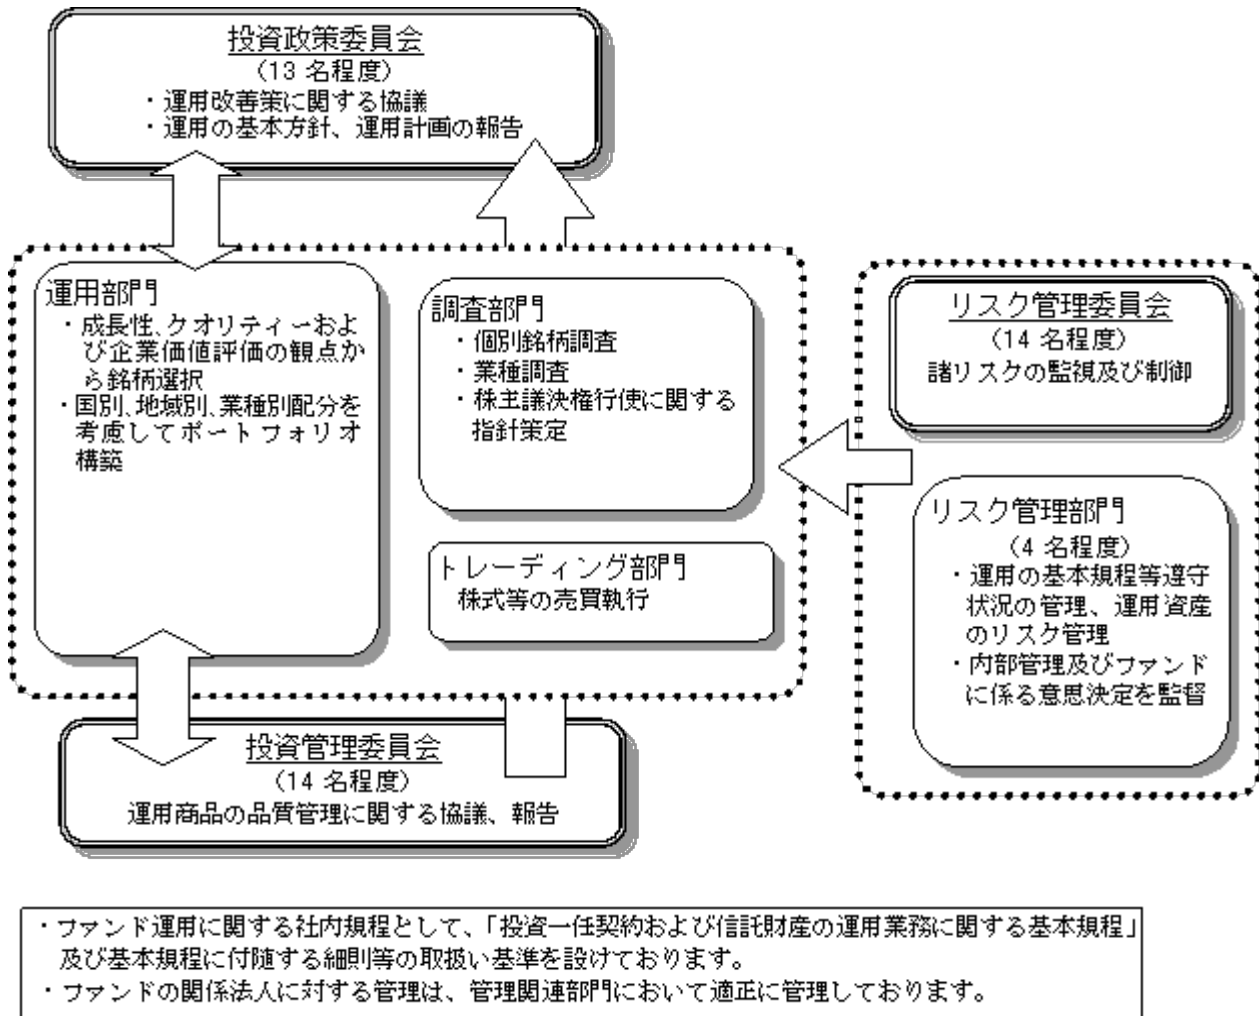 投資政策委員会
(13 名程度)
・運用改善策に関する協議
・運用の基本方針、運用計画の報告
運用部門
・成長性、クオリティーおよ
び企業価値評価の観点か
ら銘柄選択
・国別、地域別、業種別配分を
考慮してポートフォリオ
構築
調査部門
・個別銘柄調査
・業種調査
・株主議決権行使に関する
指針策定
トレーディング部門
株式等の売買執行
リスク管理委員会
(14 名程度)
諸リスクの監視及び制御
リスク管理部門
(4 名程度)
・運用の基本規程等遵守
状況の管理、運用資産
のリスク管理
・内部管理及びファンド
に係る意思決定を監督
投資管理委員会
(14 名程度)
運用商品の品質管理に関する協議、報告
・ファンド運用に関する社内規程として、「投資一任契約および信託財産の運用業務に関する基本規程」
及び基本規程に付随する細則等の取扱い基準を設けております。
・ファンドの関係法人に対する管理は、管理関連部門において適正に管理しております。